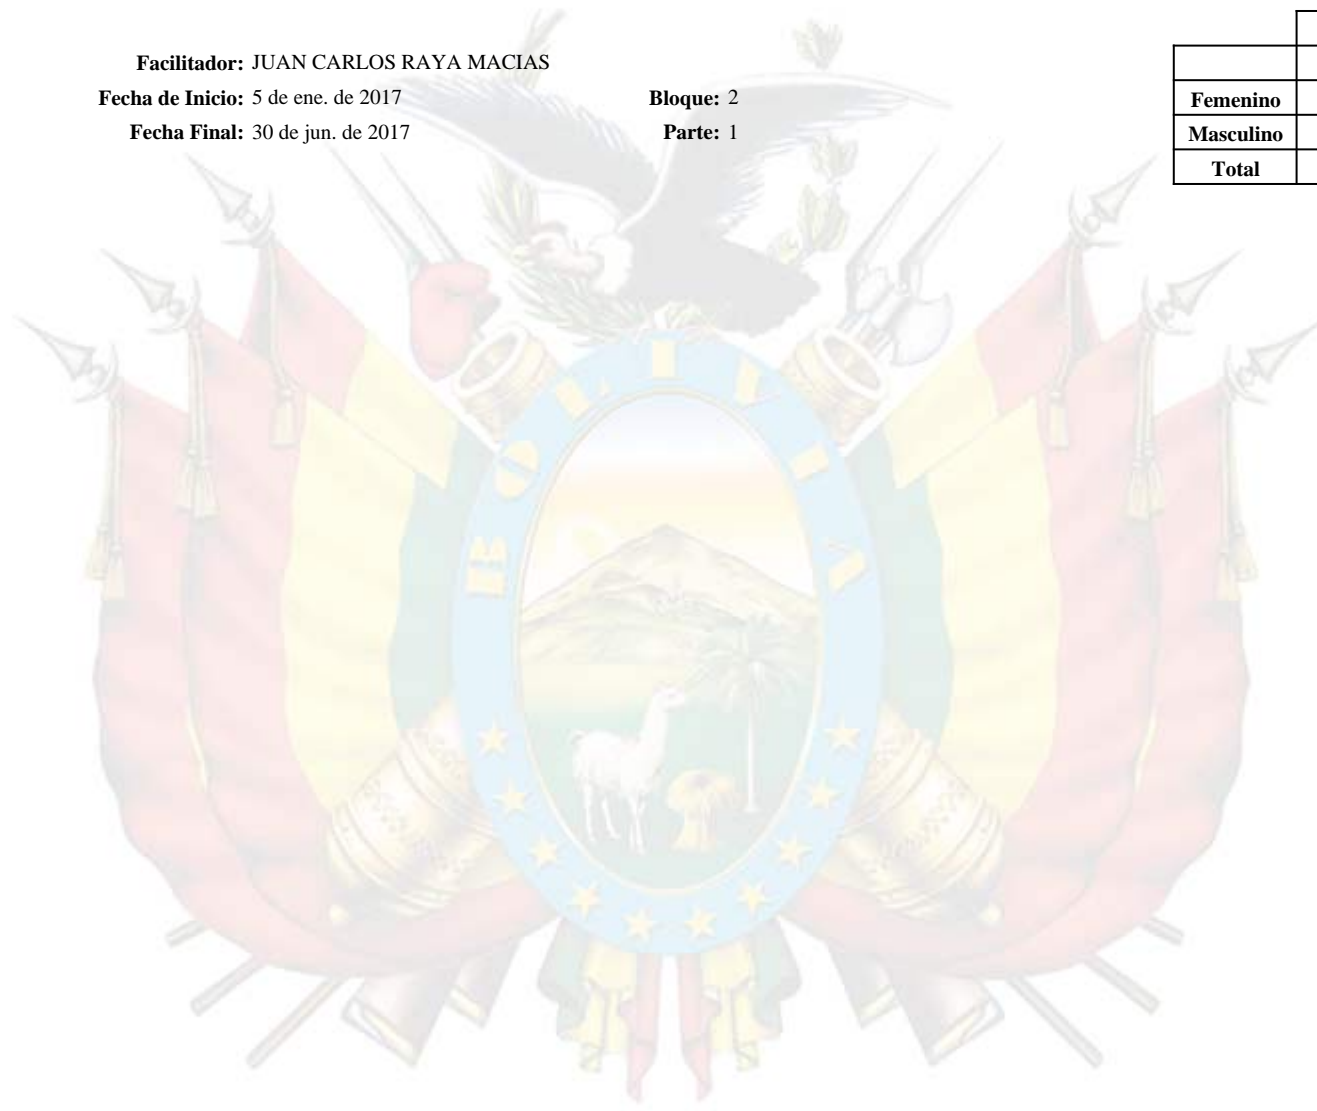 Facilitador: JUAN CARLOS RAYA MACIAS
Fecha de Inicio: 5 de ene. de 2017 Bloque: 2
Fecha Final: 30 de jun. de 2017 Parte: 1
Femenino
Masculino
Total
BOLIVIA